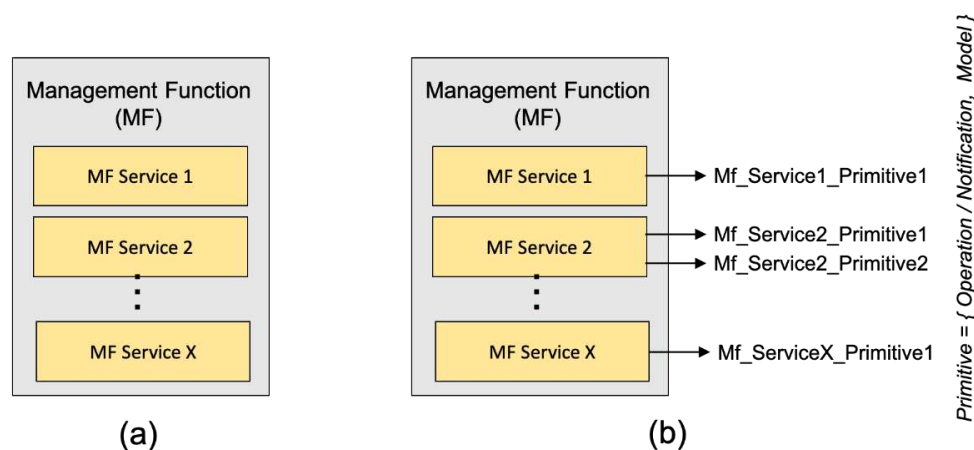 Management Function
(MF)
MF Service 1
MF Service 2
MF Service X
(a)
Management Function
(MF)
MF Service 1
Mf_Service1_Primitive1
MF Service 2
Mf_Service2_Primitive1
Mf_Service2_Primitive2
MF Service X
Mf_ServiceX_Primitive1
(b)
Primitive = { Operation / Notification, Model }